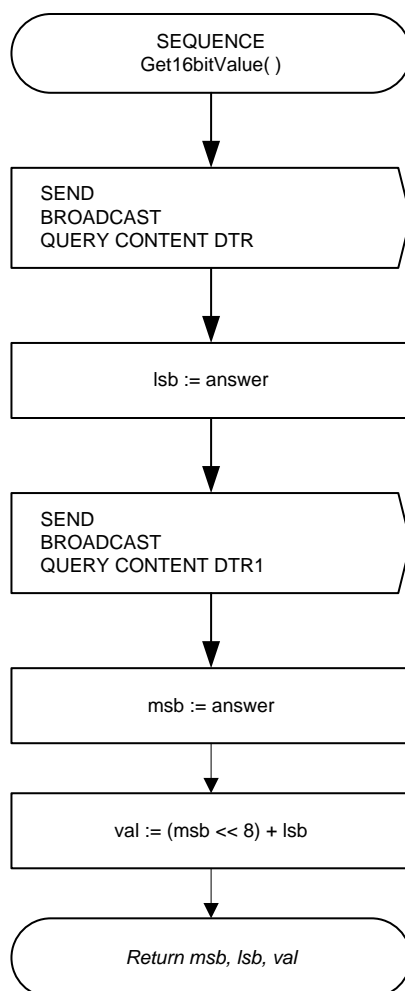 SEQUENCE
Get16bitValue( )
SEND
BROADCAST
QUERY CONTENT DTR
lsb := answer
SEND
BROADCAST
QUERY CONTENT DTR1
msb := answer
val := (msb << 8) + lsb
Return msb, lsb, val